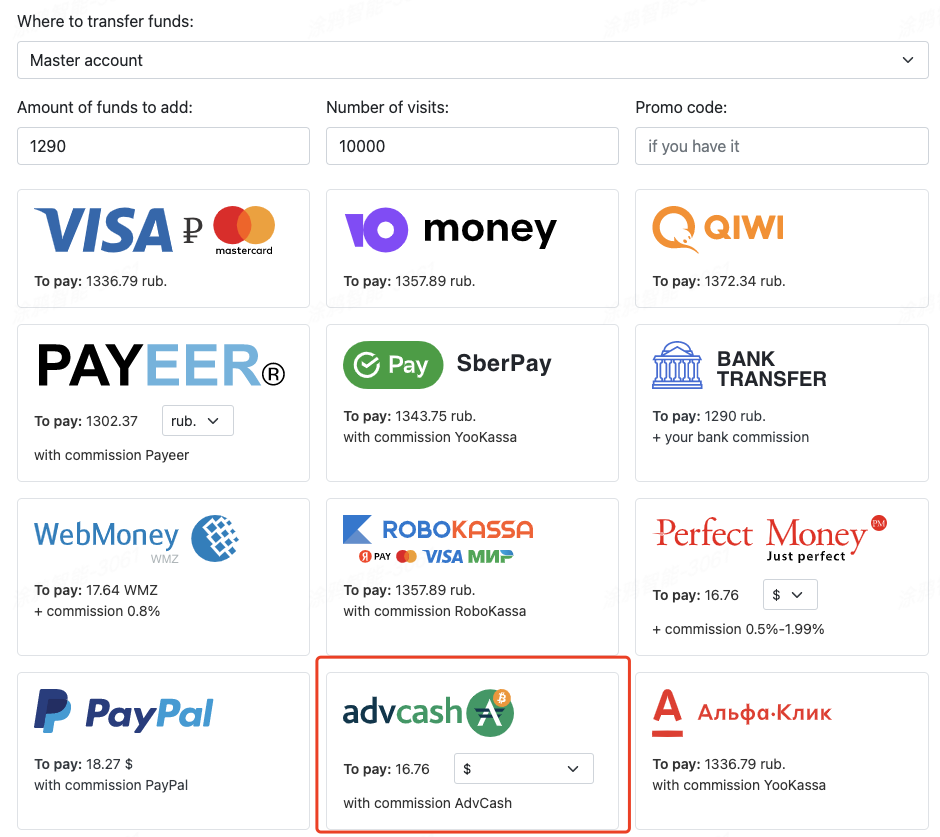 Where to transfer funds:
Master account
Amount of funds to add:
Number of visits:
Promo code:
1290
10000
if you have it
VISA ₽ mastercard
To pay: 1336.79 rub.
money
To pay: 1357.89 rub.
QIWI
To pay: 1372.34 rub.
PAYEER®
To pay: 1302.37 rub.
with commission Payeer
Pay SberPay
To pay: 1343.75 rub.
with commission YooKassa
BANK
TRANSFER
To pay: 1290 rub.
+ your bank commission
WebMoney
WMZ
To pay: 17.64 WMZ
+ commission 0.8%
ROBOKASSA
Я PAY VISA МИР
To pay: 1357.89 rub.
with commission RoboKassa
Perfect Money PM
Just perfect
To pay: 16.76 $
+ commission 0.5%-1.99%
PayPal
To pay: 18.27 $
with commission PayPal
advcash
To pay: 16.76 $
with commission AdvCash
Альфа·Клик
To pay: 1336.79 rub.
with commission YooKassa